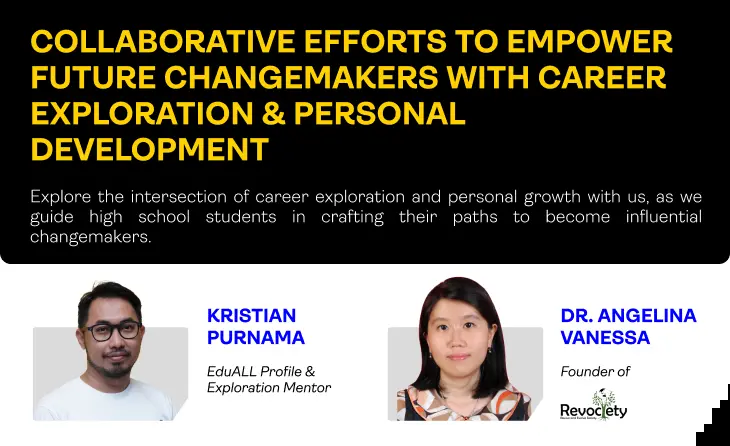 COLLABORATIVE EFFORTS TO EMPOWER
FUTURE CHANGEMAKERS WITH CAREER
EXPLORATION & PERSONAL
DEVELOPMENT
Explore the intersection of career exploration and personal growth with us, as we
guide high school students in crafting their paths to become influential
changemakers.
KRISTIAN
PURNAMA
EduALL Profile &
Exploration Mentor
DR. ANGELINA
VANESSA
Founder of
Revociety